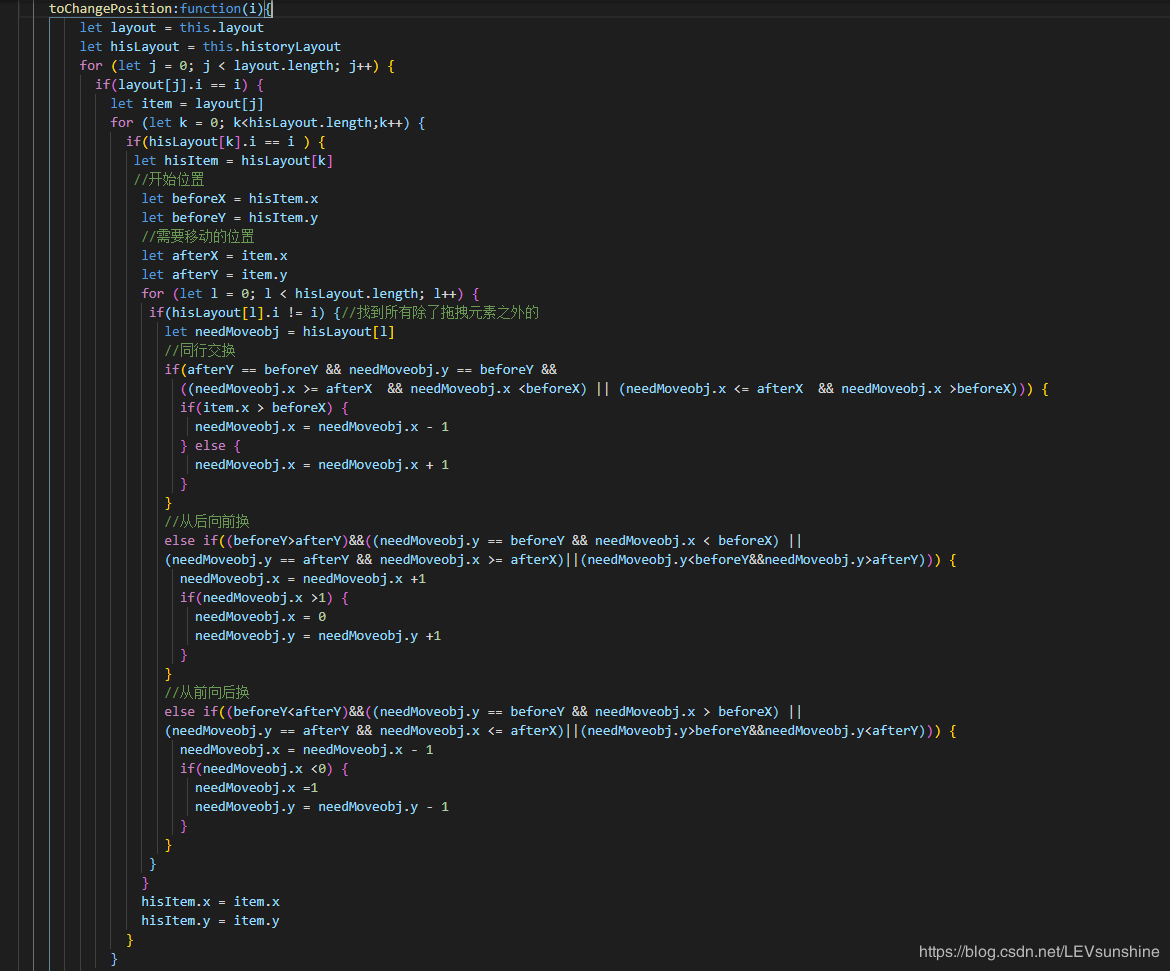 toChangePosition:function(i){
let layout = this.layout
let hisLayout = this.historyLayout
for (let j = 0; j < layout.length; j++) {
if(layout[j].i == i) {
let item = layout[j]
for (let k = 0; k<hisLayout.length;k++) {
if(hisLayout[k].i == i ) {
let hisItem = hisLayout[k]
//开始位置
let beforeX = hisItem.x
let beforeY = hisItem.y
//需要移动的位置
let afterX = item.x
let afterY = item.y
for (let l = 0; l < hisLayout.length; l++) {
if(hisLayout[l].i != i) {//找到所有除了拖拽元素之外的
let needMoveobj = hisLayout[l]
//同行交换
if(afterY == beforeY && needMoveobj.y == beforeY &&
((needMoveobj.x >= afterX  && needMoveobj.x <beforeX) || (needMoveobj.x <= afterX  && needMoveobj.x >beforeX))) {
if(item.x > beforeX) {
needMoveobj.x = needMoveobj.x - 1
} else {
needMoveobj.x = needMoveobj.x + 1
}
}
//从后向前换
else if((beforeY>afterY)&&((needMoveobj.y == beforeY && needMoveobj.x < beforeX) ||
(needMoveobj.y == afterY && needMoveobj.x >= afterX)||(needMoveobj.y<beforeY&&needMoveobj.y>afterY))) {
needMoveobj.x = needMoveobj.x +1
if(needMoveobj.x >1) {
needMoveobj.x = 0
needMoveobj.y = needMoveobj.y +1
}
}
//从前向后换
else if((beforeY<afterY)&&((needMoveobj.y == beforeY && needMoveobj.x > beforeX) ||
(needMoveobj.y == afterY && needMoveobj.x <= afterX)||(needMoveobj.y>beforeY&&needMoveobj.y<afterY))) {
needMoveobj.x = needMoveobj.x - 1
if(needMoveobj.x <0) {
needMoveobj.x =1
needMoveobj.y = needMoveobj.y - 1
}
}
}
}
hisItem.x = item.x
hisItem.y = item.y
}
}
https://blog.csdn.net/LEVsunshine